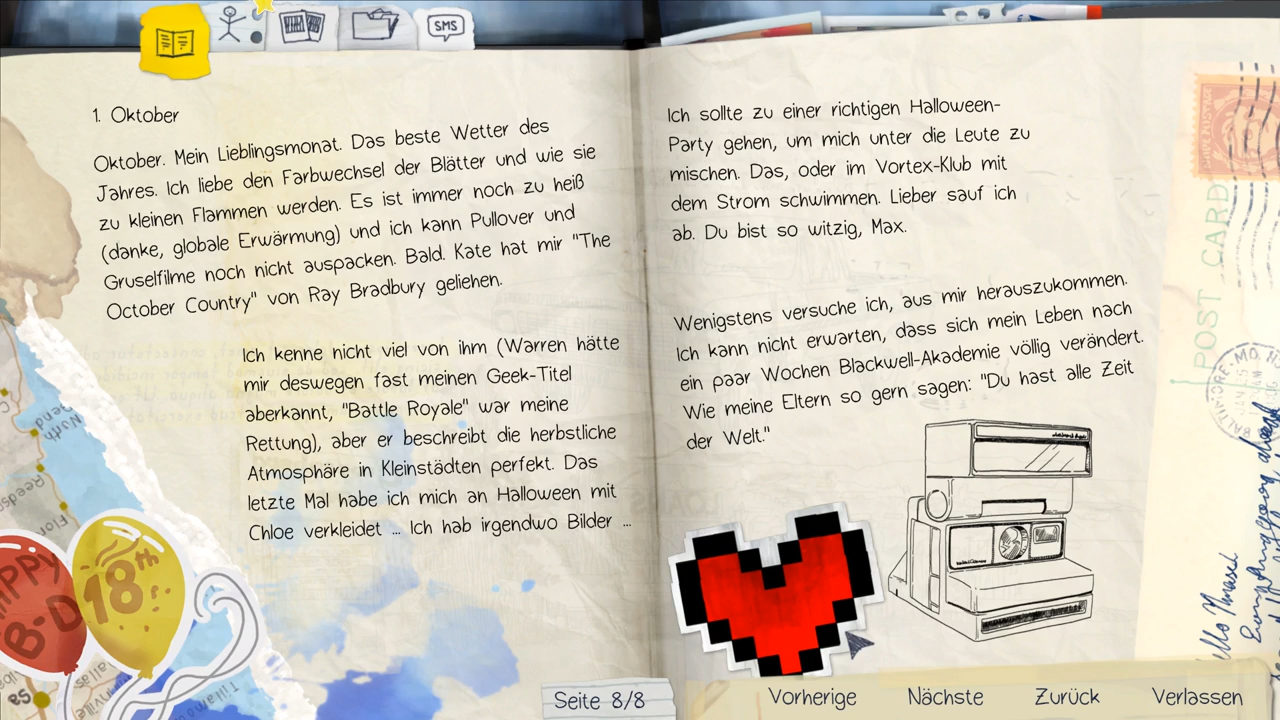 SMS
1. Oktober
Oktober. Mein Lieblingsmonat. Das beste Wetter des
Jahres. Ich liebe den Farbwechsel der Blätter und wie sie
zu kleinen Flammen werden. Es ist immer noch zu heiß
(danke, globale Erwärmung) und ich kann Pullover und
Gruselfilme noch nicht auspacken. Bald. Kate hat mir "The
October Country" von Ray Bradbury geliehen.
Ich kenne nicht viel von ihm (Warren hätte
mir deswegen fast meinen Geek-Titel
aberkannt, "Battle Royale" war meine
Rettung), aber er beschreibt die herbstliche
Atmosphäre in Kleinstädten perfekt. Das
letzte Mal habe ich mich an Halloween mit
Chloe verkleidet ... Ich hab irgendwo Bilder ...
18th
Ich sollte zu einer richtigen Halloween-
Party gehen, um mich unter die Leute zu
mischen. Das, oder im Vortex-Klub mit
dem Strom schwimmen. Lieber sauf ich
ab. Du bist so witzig, Max.
Wenigstens versuche ich, aus mir herauszukommen.
Ich kann nicht erwarten, dass sich mein Leben nach
ein paar Wochen Blackwell-Akademie völlig verändert.
Wie meine Eltern so gern sagen: "Du hast alle Zeit
der Welt."
POST CARD
Seite 8/8
Vorherige
Nächste
Zurück
Verlassen